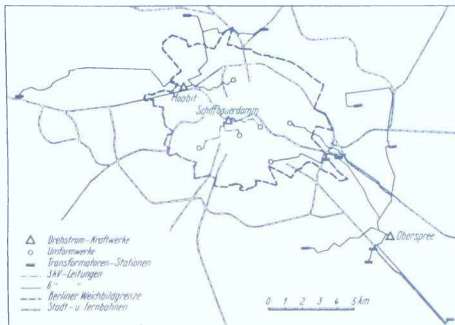 Moabit
Schiffbauerdamm
Oberspree
Drehstrom-Kraftwerke
Umformwerke
Transformatoren-Stationen
3kV-Leitungen
6 " "
Berliner Weichbildgrenze
Stadt- u. Fernbahnen
0 1 2 3 4 5 km